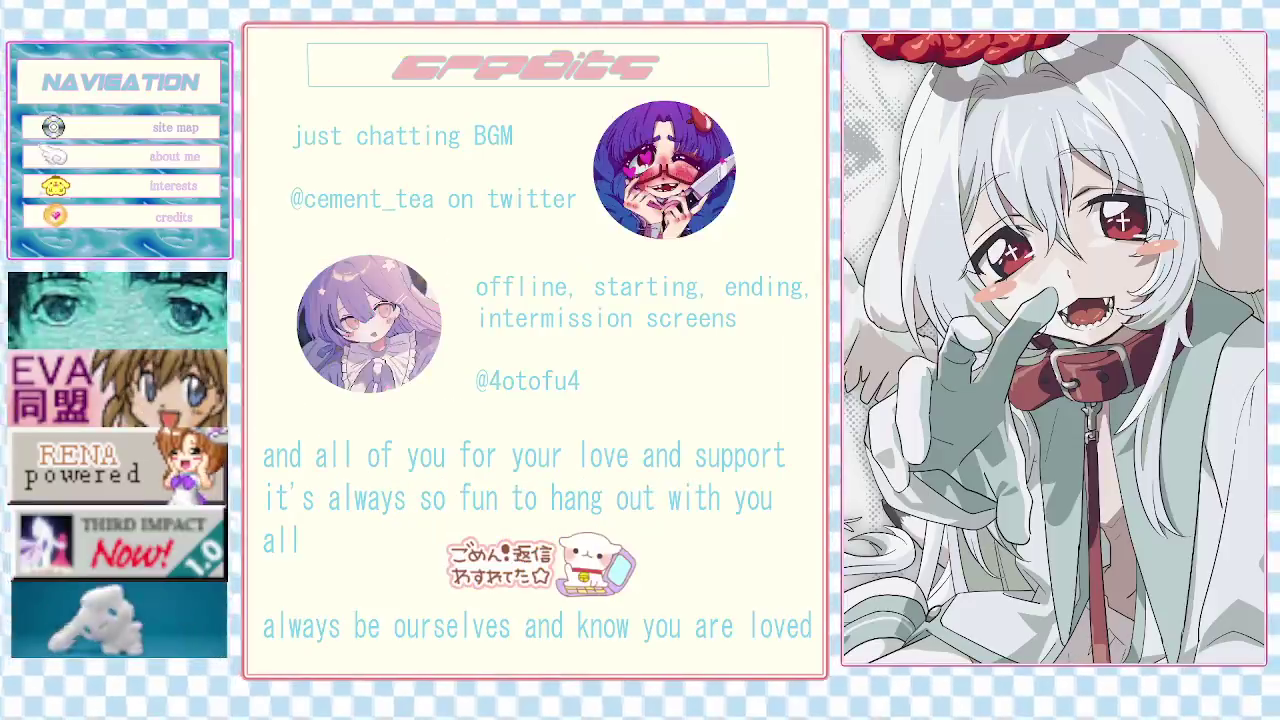 NAVIGATION
site map
about me
interests
credits
EVA
同盟
RENA
powered
THIRD IMPACT
Now!
1.0
credits
just chatting BGM
@cement_tea on twitter
offline, starting, ending,
intermission screens
@4otofu4
and all of you for your love and support
it's always so fun to hang out with you
all
ごめん!返信
わすれてた☆
always be ourselves and know you are loved